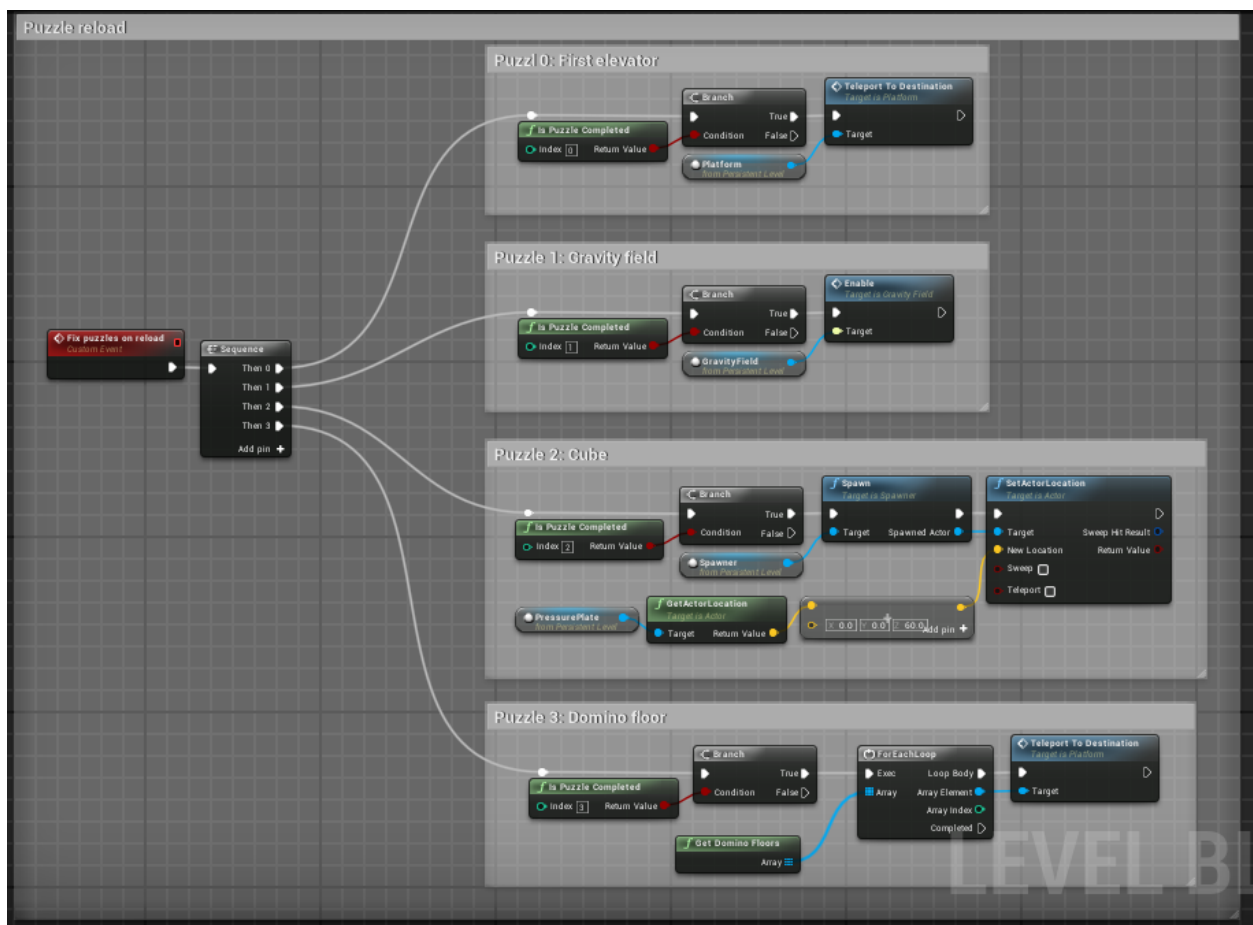 Puzzle reload
Puzzl 0: First elevator
Branch
True
Condition False
Teleport To Destination
Target is Platform
Target
Is Puzzle Completed
Index 0 Return Value
Platform
from Persistent Level
Puzzle 1: Gravity field
Branch
True
Condition False
Enable
Target is Gravity Field
Target
Is Puzzle Completed
Index 1 Return Value
GravityField
from Persistent Level
Fix puzzles on reload
Custom Event
Sequence
Then 0
Then 1
Then 2
Then 3
Add pin +
Puzzle 2: Cube
Branch
True
Condition False
Spawn
Target is Spawner
Target Spawned Actor
SetActorLocation
Target is Actor
Target Sweep Hit Result
New Location Return Value
Sweep
Teleport
Is Puzzle Completed
Index 2 Return Value
Spawner
from Persistent Level
PressurePlate
from Persistent Level
GetActorLocation
Target is Actor
Target Return Value
X 0.0 Y 0.0 Z 60.0 Add pin +
Puzzle 3: Domino floor
Branch
True
Condition False
ForEachLoop
Exec Loop Body
Array Array Element
Array Index
Completed
Teleport To Destination
Target is Platform
Target
Is Puzzle Completed
Index 3 Return Value
Get Domino Floors
Array
LEVEL BL